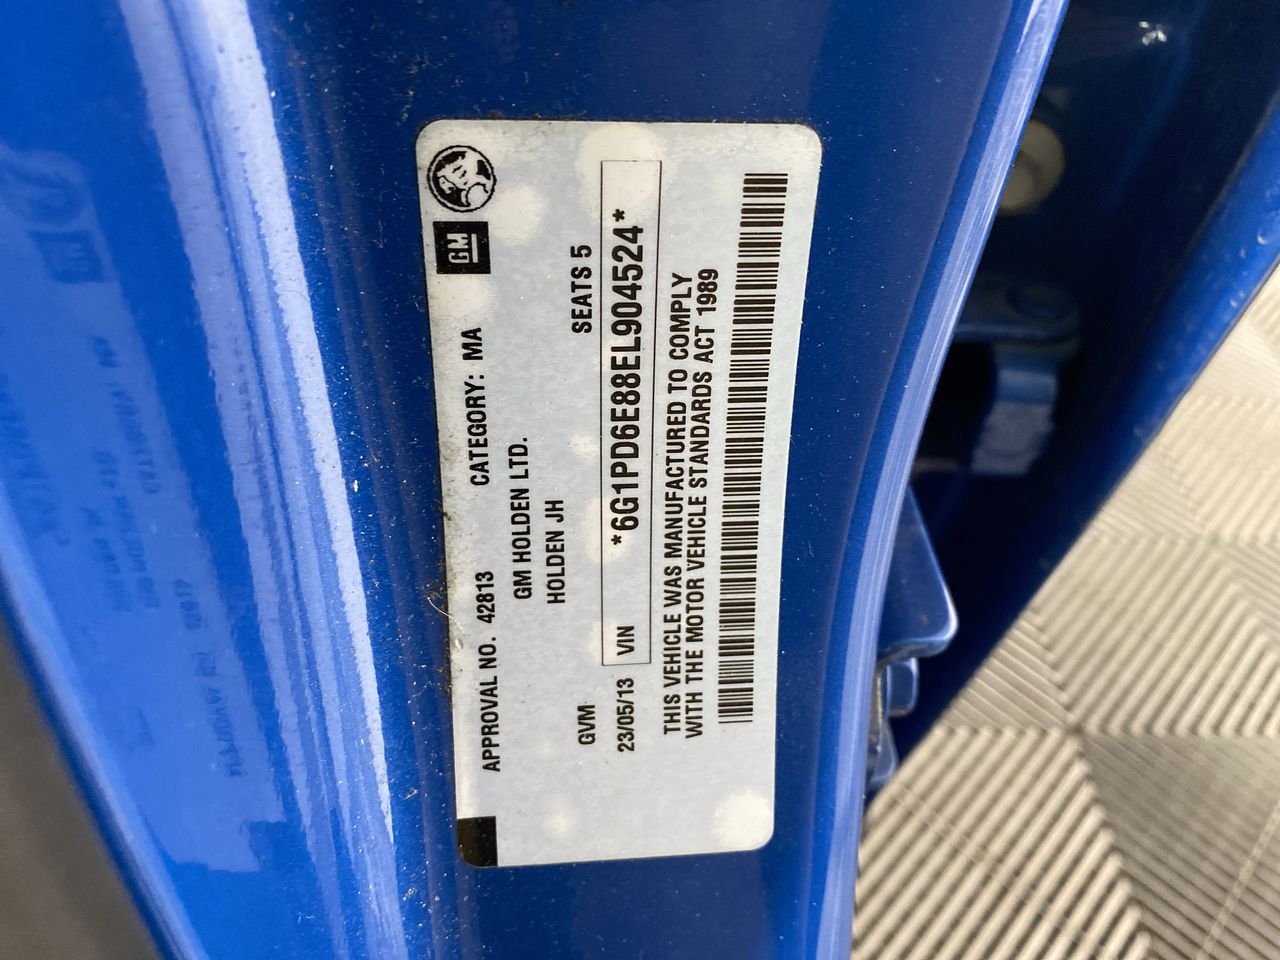 GM
APPROVAL NO. 42813 CATEGORY: MA
GM HOLDEN LTD.
HOLDEN JH
GVM SEATS 5
23/05/13 VIN *6G1PD6E88EL904524*
THIS VEHICLE WAS MANUFACTURED TO COMPLY
WITH THE MOTOR VEHICLE STANDARDS ACT 1989